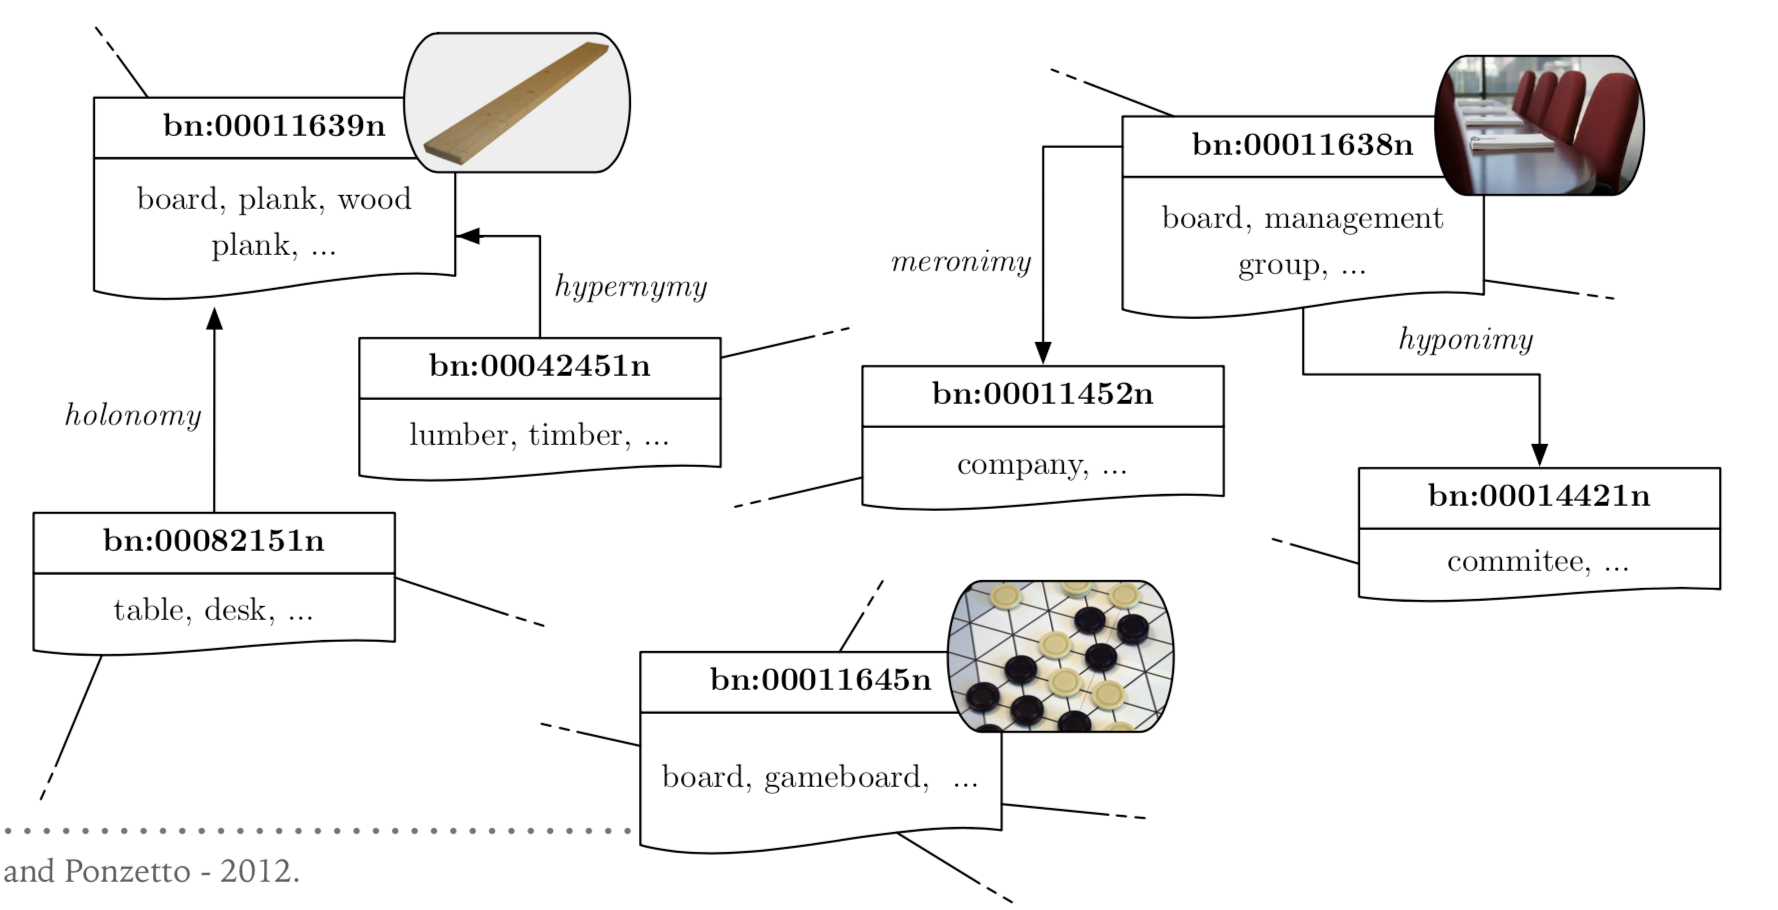 bn:00011639n
board, plank, wood
plank, ...
hypernymy
bn:00042451n
lumber, timber, ...
holonomy
bn:00082151n
table, desk, ...
bn:00011638n
board, management
group, ...
meronimy
hyponimy
bn:00011452n
company, ...
bn:00014421n
commitee, ...
bn:00011645n
board, gameboard, ...
and Ponzetto - 2012.